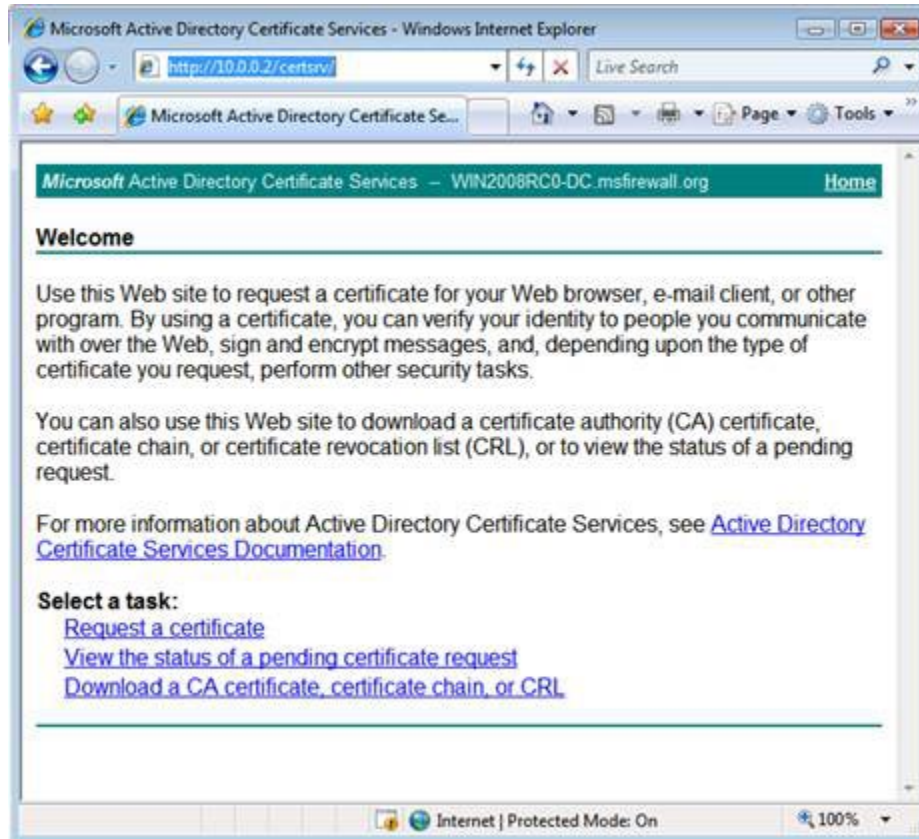 Microsoft Active Directory Certificate Services - Windows Internet Explorer
http://10.0.0.2/certsrv/
Live Search
Microsoft Active Directory Certificate Se...
Page
Tools
Microsoft Active Directory Certificate Services -- WIN2008RC0-DC.msfirewall.org Home
Welcome
Use this Web site to request a certificate for your Web browser, e-mail client, or other
program. By using a certificate, you can verify your identity to people you communicate
with over the Web, sign and encrypt messages, and, depending upon the type of
certificate you request, perform other security tasks.
You can also use this Web site to download a certificate authority (CA) certificate,
certificate chain, or certificate revocation list (CRL), or to view the status of a pending
request.
For more information about Active Directory Certificate Services, see Active Directory
Certificate Services Documentation.
Select a task:
Request a certificate
View the status of a pending certificate request
Download a CA certificate, certificate chain, or CRL
Internet | Protected Mode: On
100%